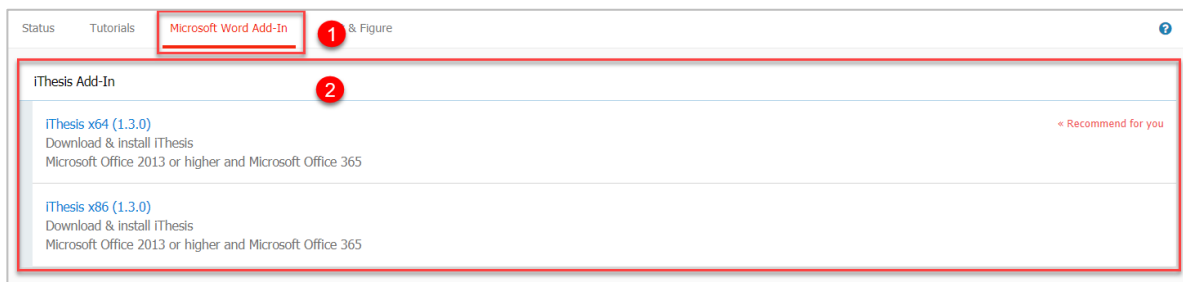 Status Tutorials Microsoft Word Add-In 1 & Figure ?
iThesis Add-In 2
iThesis x64 (1.3.0) « Recommend for you
Download & install iThesis
Microsoft Office 2013 or higher and Microsoft Office 365
iThesis x86 (1.3.0)
Download & install iThesis
Microsoft Office 2013 or higher and Microsoft Office 365